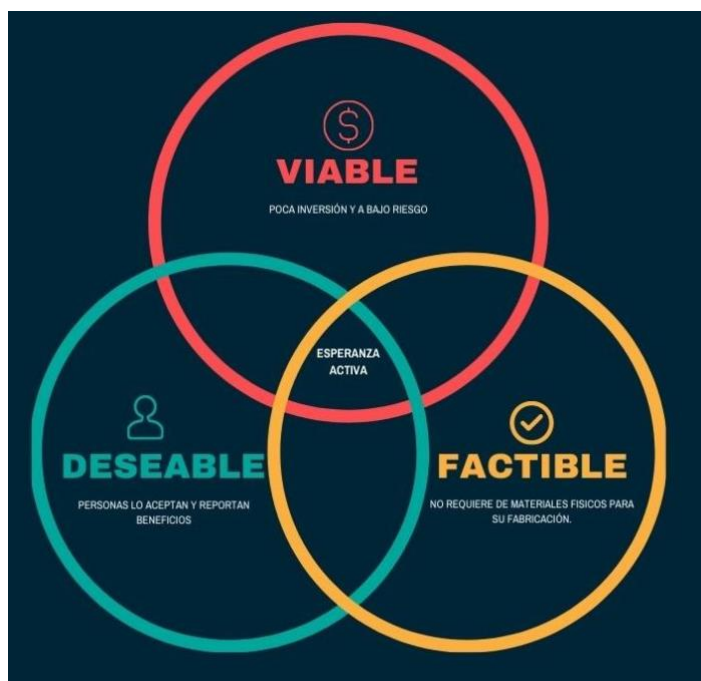 VIABLE
POCA INVERSIÓN Y A BAJO RIESGO
ESPERANZA
ACTIVA
DESEABLE
PERSONAS LO ACEPTAN Y REPORTAN
BENEFICIOS
FACTIBLE
NO REQUIERE DE MATERIALES FISICOS PARA
SU FABRICACIÓN.